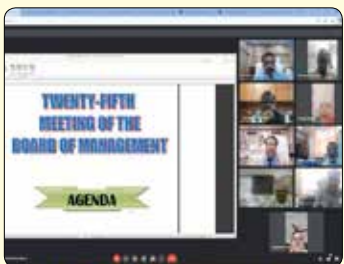 TWENTY-FIFTH
MEETING OF THE
BOARD OF MANAGEMENT
AGENDA